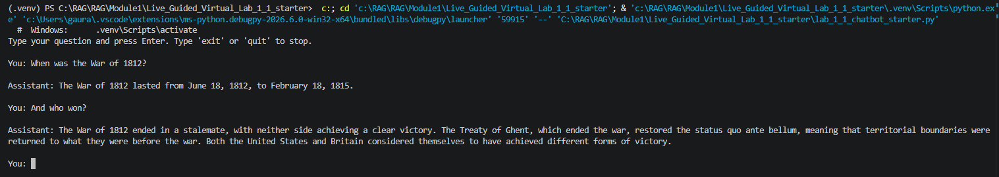 (.venv) PS C:\RAG\RAG\Module1\Live_Guided_Virtual_Lab_1_1_starter>  c:; cd 'c:\RAG\RAG\Module1\Live_Guided_Virtual_Lab_1_1_starter'; & 'c:\RAG\RAG\Module1\Live_Guided_Virtual_Lab_1_1_starter\.venv\Scripts\python.ex
e' 'c:\Users\gaura\.vscode\extensions\ms-python.debugpy-2026.6.0-win32-x64\bundled\libs\debugpy\launcher' '59915' '--' 'C:\RAG\RAG\Module1\Live_Guided_Virtual_Lab_1_1_starter\lab_1_1_chatbot_starter.py'
  #  Windows:      .venv\Scripts\activate
Type your question and press Enter. Type 'exit' or 'quit' to stop.
You: When was the War of 1812?
Assistant: The War of 1812 lasted from June 18, 1812, to February 18, 1815.
You: And who won?
Assistant: The War of 1812 ended in a stalemate, with neither side achieving a clear victory. The Treaty of Ghent, which ended the war, restored the status quo ante bellum, meaning that territorial boundaries were
returned to what they were before the war. Both the United States and Britain considered themselves to have achieved different forms of victory.
You: